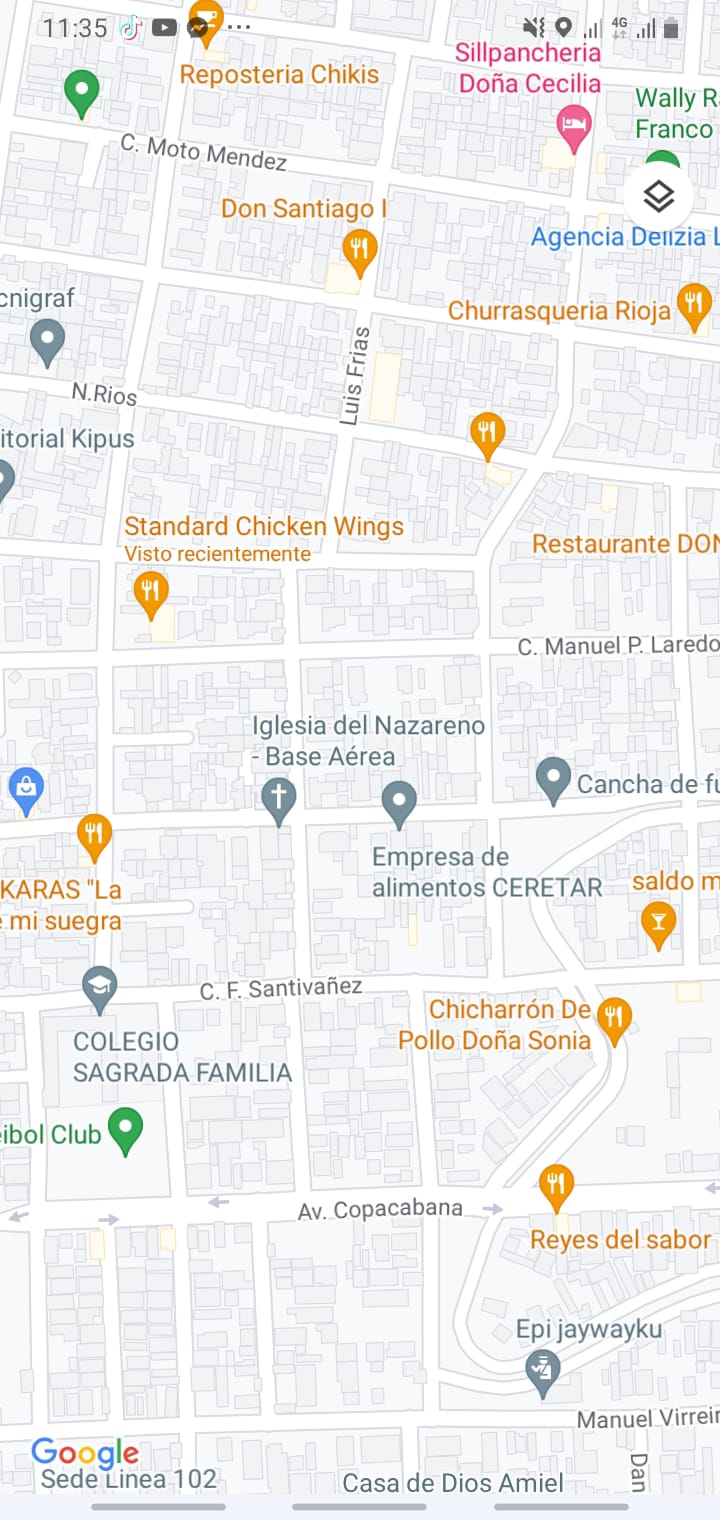 11:35
4G
Reposteria Chikis
Sillpancheria
Doña Cecilia
Wally R
Franco
C. Moto Mendez
Don Santiago I
Agencia Delizia L
cnigraf
Churrasqueria Rioja
Luis Frias
N.Rios
itorial Kipus
Standard Chicken Wings
Visto recientemente
Restaurante DON
C. Manuel P. Laredo
Iglesia del Nazareno
- Base Aérea
Cancha de fu
Empresa de
alimentos CERETAR
KARAS "La
e mi suegra
saldo m
C. F. Santivañez
Chicharrón De
Pollo Doña Sonia
COLEGIO
SAGRADA FAMILIA
eibol Club
Av. Copacabana
Reyes del sabor
Epi jaywayku
Manuel Virreir
Google
Sede Linea 102
Casa de Dios Amiel
Dan